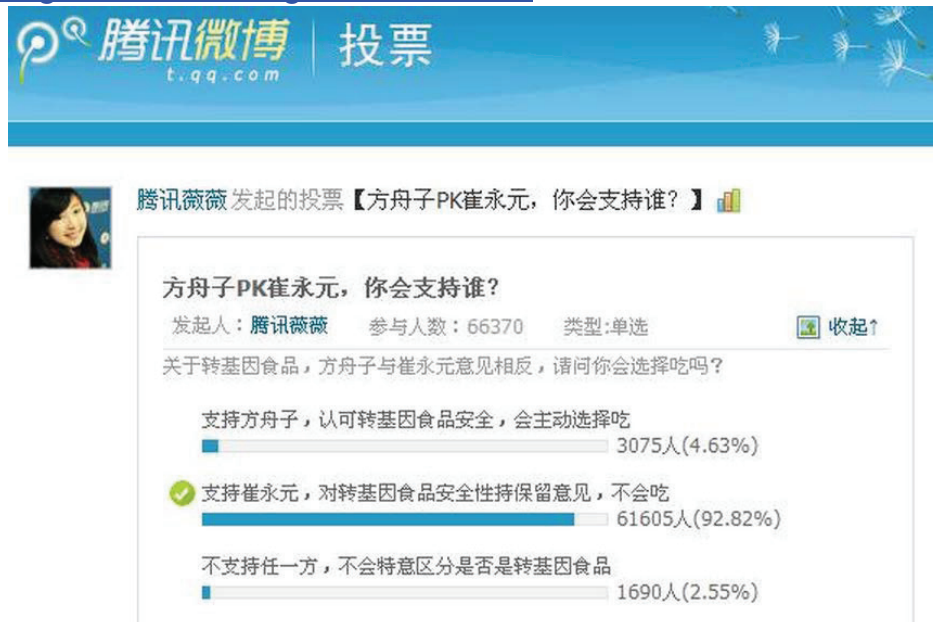 腾讯微博 投票
t.qq.com
腾讯薇薇 发起的投票【方舟子PK崔永元，你会支持谁？】
方舟子PK崔永元，你会支持谁？
发起人：腾讯薇薇 参与人数：66370 类型:单选 收起↑
关于转基因食品，方舟子与崔永元意见相反，请问你会选择吃吗？
支持方舟子，认可转基因食品安全，会主动选择吃
3075人(4.63%)
支持崔永元，对转基因食品安全性持保留意见，不会吃
61605人(92.82%)
不支持任一方，不会特意区分是否是转基因食品
1690人(2.55%)